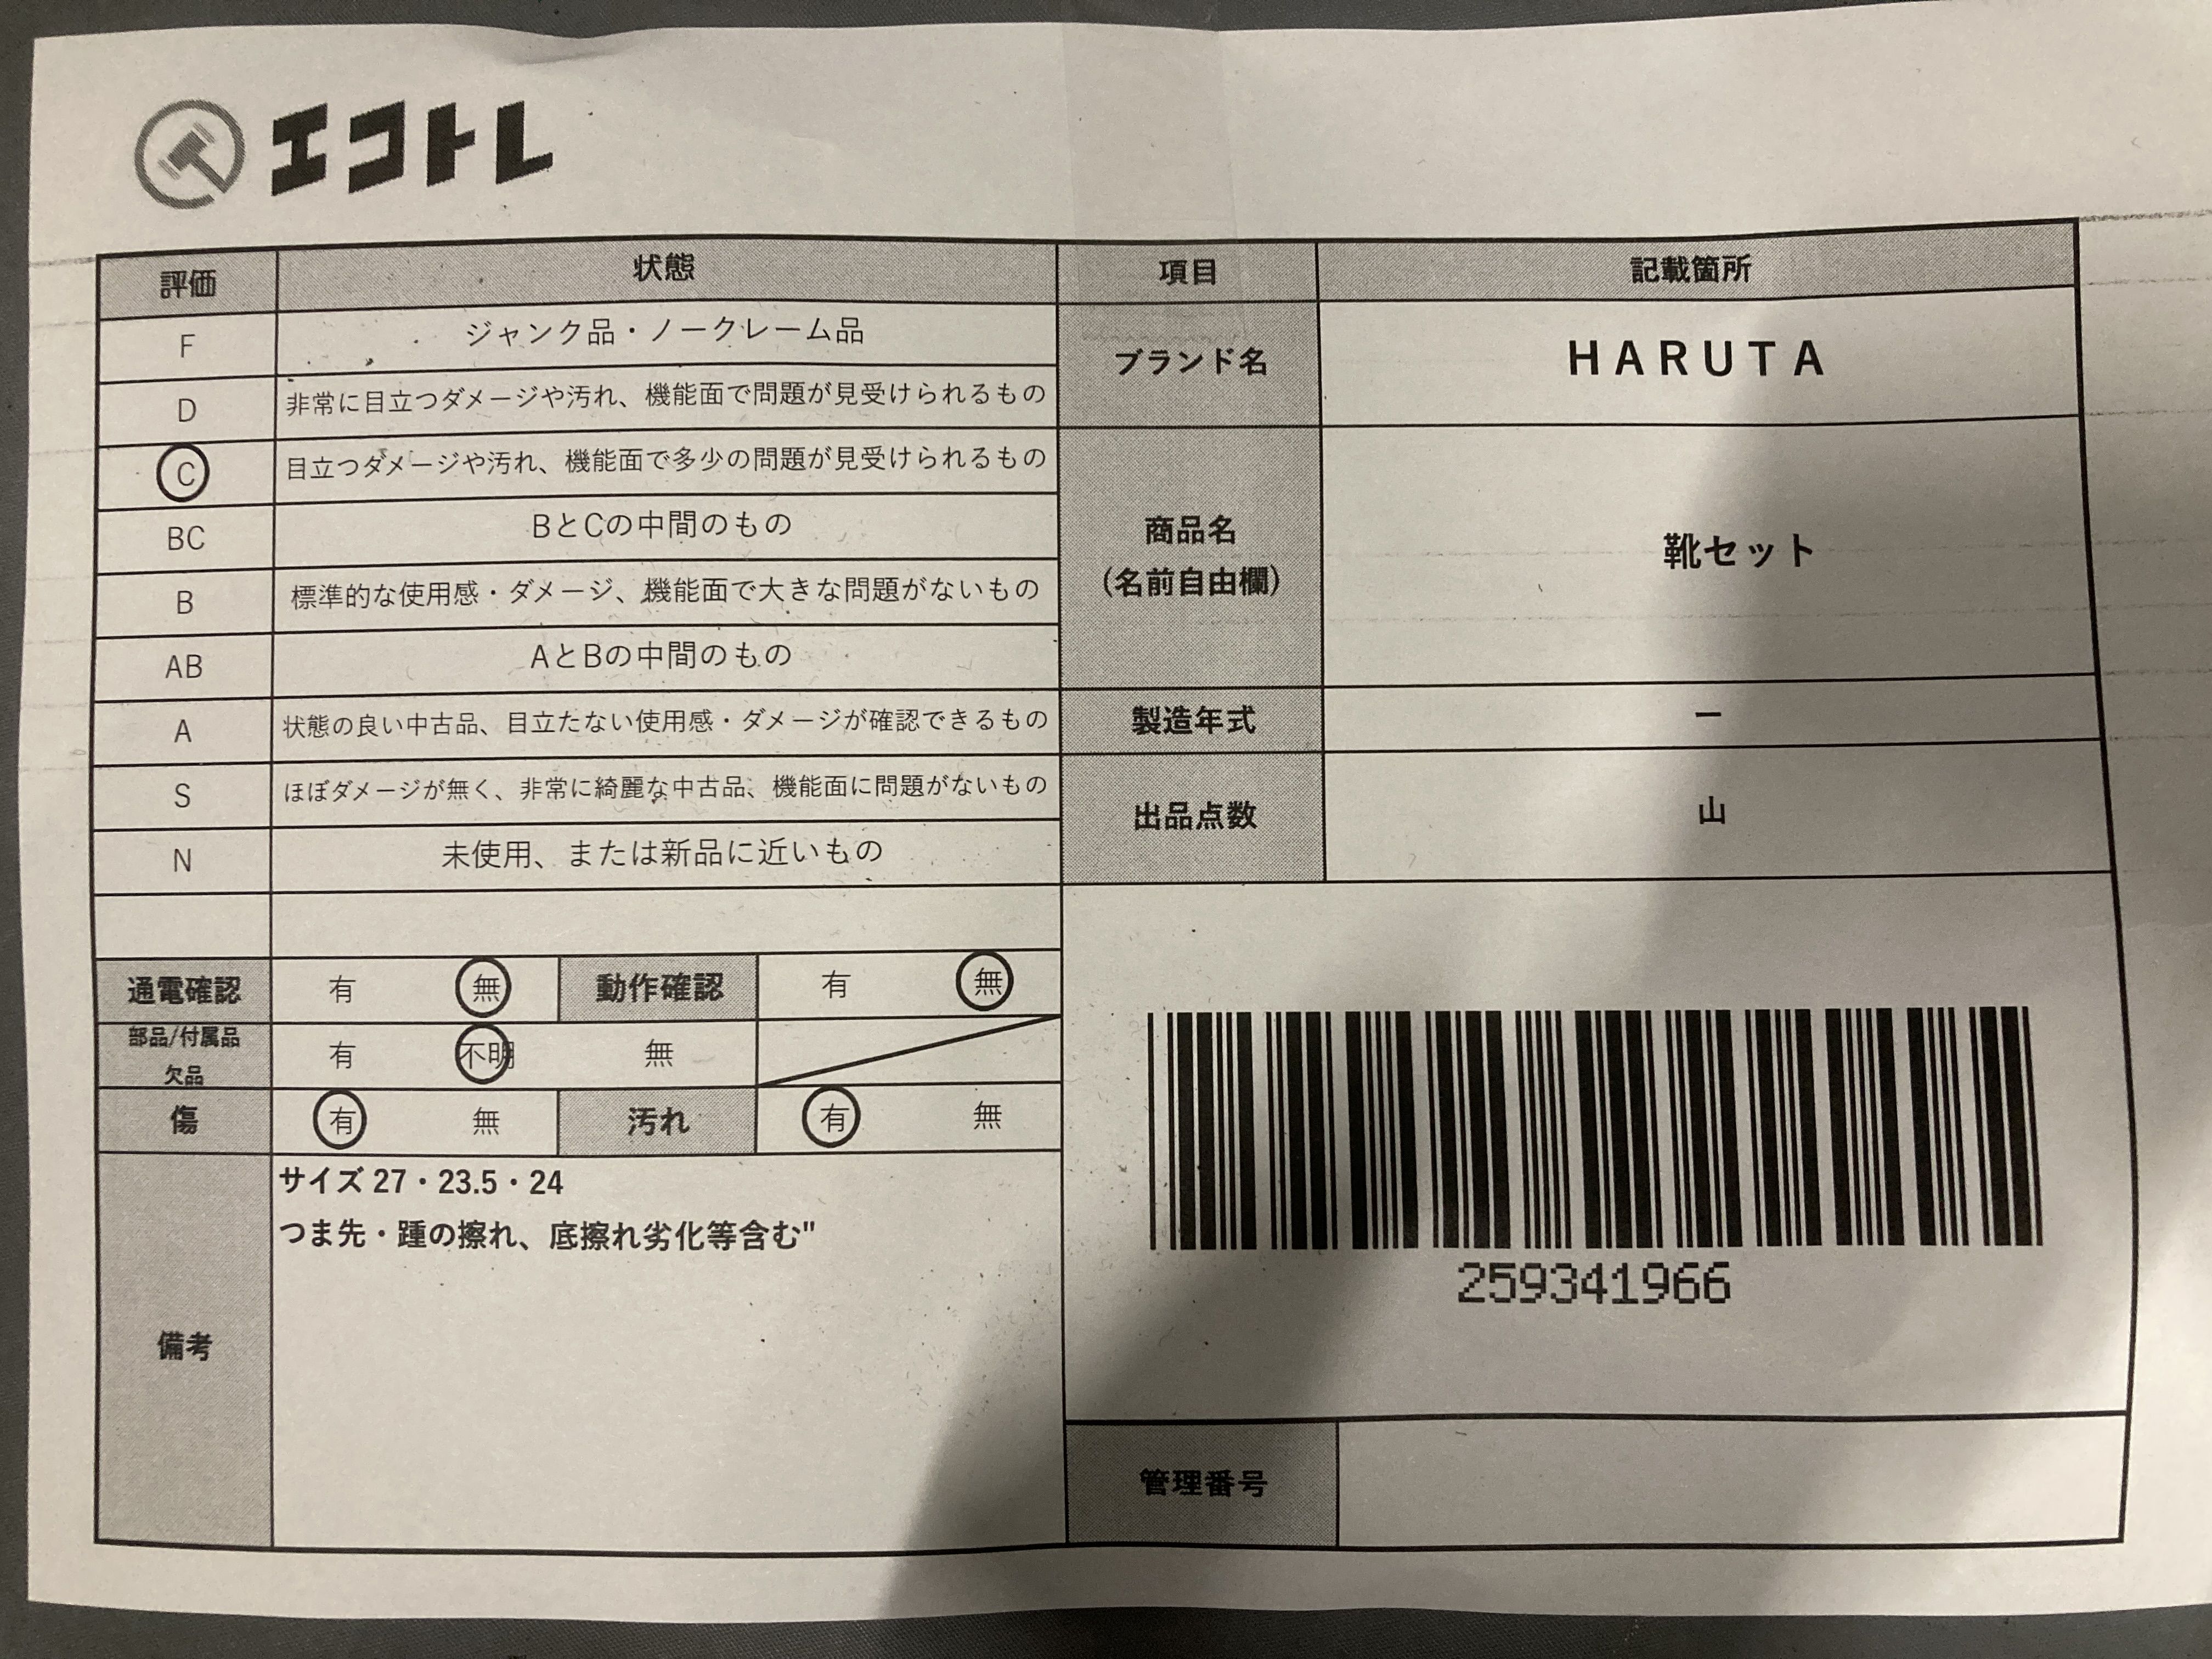 エコトレ
評価 状態
F ジャンク品・ノークレーム品
D 非常に目立つダメージや汚れ、機能面で問題が見受けられるもの
C 目立つダメージや汚れ、機能面で多少の問題が見受けられるもの
BC BとCの中間のもの
B 標準的な使用感・ダメージ、機能面で大きな問題がないもの
AB AとBの中間のもの
A 状態の良い中古品、目立たない使用感・ダメージが確認できるもの
S ほぼダメージが無く、非常に綺麗な中古品、機能面に問題がないもの
N 未使用、または新品に近いもの
通電確認 有 無 動作確認 有 無
部品/付属品
欠品
有 不明 無
傷 有 無 汚れ 有 無
備考
サイズ 27・23.5・24
つま先・踵の擦れ、底擦れ劣化等含む"
項目 記載箇所
ブランド名 ＨＡＲＵＴＡ
商品名
(名前自由欄)
靴セット
製造年式 ー
出品点数 山
259341966
管理番号